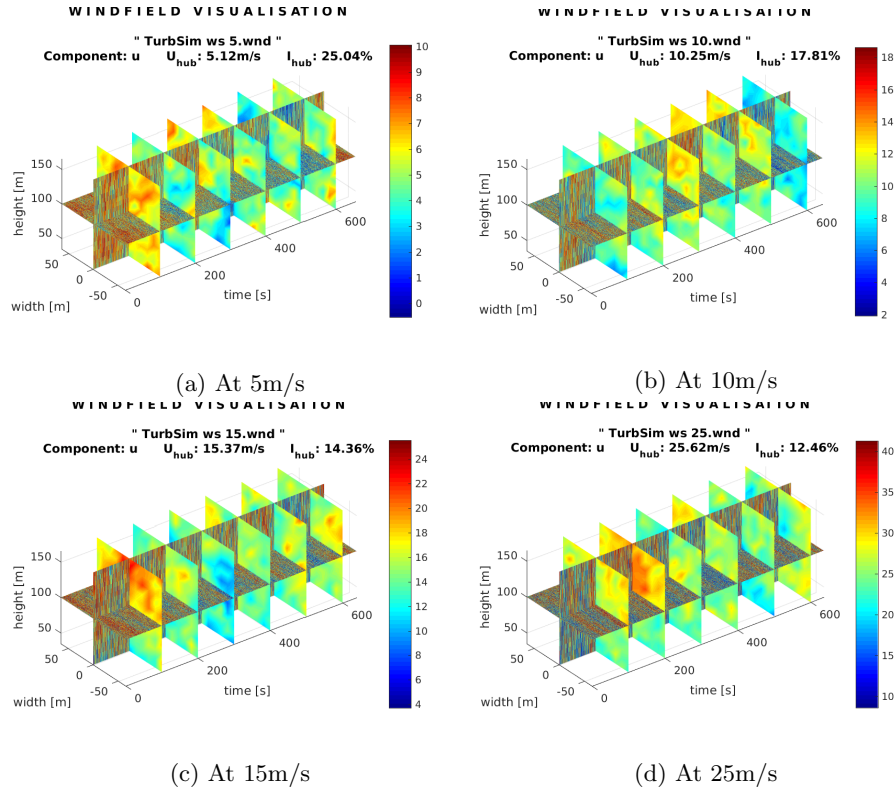 WINDFIELD VISUALISATION
" TurbSim ws 5.wnd "
Component: u U_hub: 5.12m/s I_hub: 25.04%
10
9
8
7
6
5
4
3
2
1
0
150
100
50
height [m]
50
0
-50
width [m]
0
200
400
600
time [s]
(a) At 5m/s
WINDFIELD VISUALISATION
" TurbSim ws 10.wnd "
Component: u U_hub: 10.25m/s I_hub: 17.81%
18
16
14
12
10
8
6
4
2
150
100
50
height [m]
50
0
-50
width [m]
0
200
400
600
time [s]
(b) At 10m/s
WINDFIELD VISUALISATION
" TurbSim ws 15.wnd "
Component: u U_hub: 15.37m/s I_hub: 14.36%
24
22
20
18
16
14
12
10
8
6
4
150
100
50
height [m]
50
0
-50
width [m]
0
200
400
600
time [s]
(c) At 15m/s
WINDFIELD VISUALISATION
" TurbSim ws 25.wnd "
Component: u U_hub: 25.62m/s I_hub: 12.46%
40
35
30
25
20
15
10
150
100
50
height [m]
50
0
-50
width [m]
0
200
400
600
time [s]
(d) At 25m/s